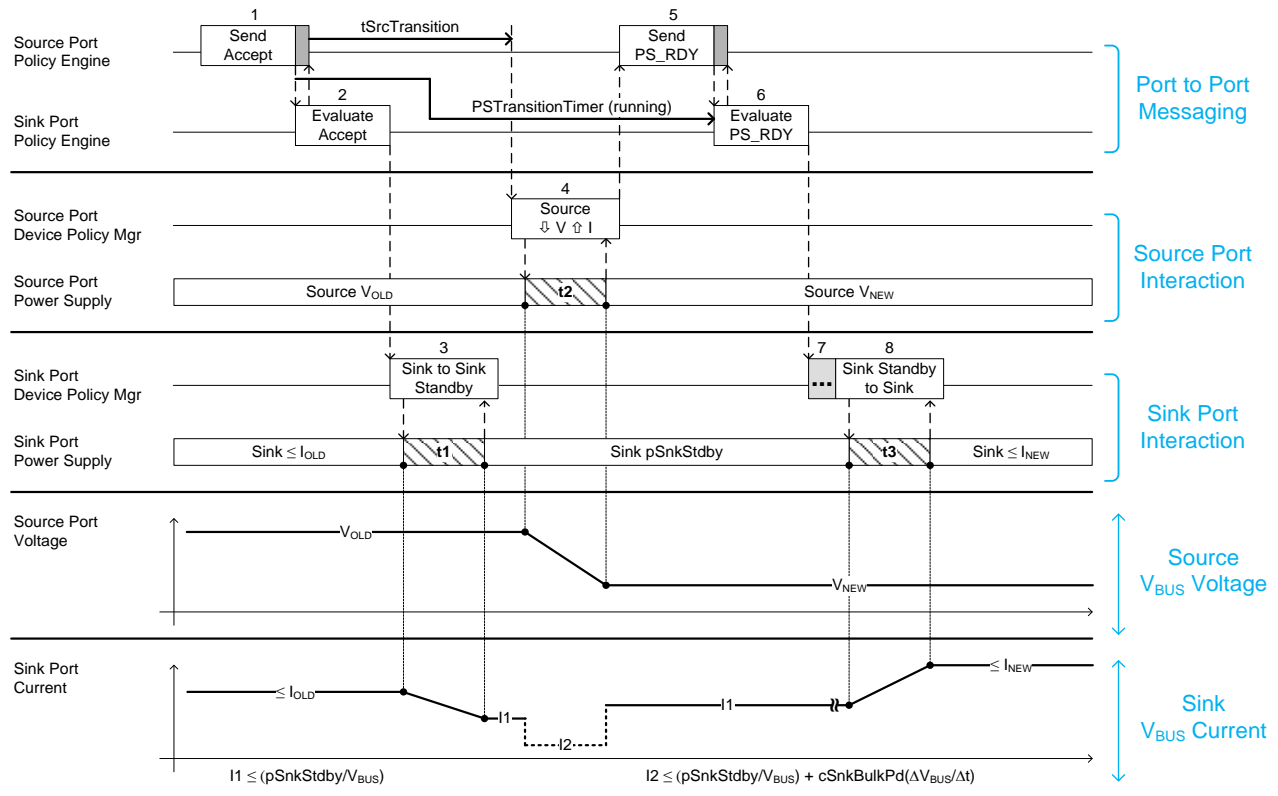 1
5
Source Port
Policy Engine
Send
Accept
tSrcTransition
Send
PS_RDY
2
PSTransitionTimer (running)
6
Sink Port
Policy Engine
Evaluate
Accept
Evaluate
PS_RDY
Port to Port
Messaging
4
Source Port
Device Policy Mgr
Source
⇩ V ⇧ I
Source Port
Power Supply
Source VOLD
t2
Source VNEW
Source Port
Interaction
3
7
8
Sink Port
Device Policy Mgr
Sink to Sink
Standby
...
Sink Standby
to Sink
Sink Port
Power Supply
Sink ≤ IOLD
t1
Sink pSnkStdby
t3
Sink ≤ INEW
Sink Port
Interaction
Source Port
Voltage
VOLD
VNEW
Source
VBUS Voltage
Sink Port
Current
≤ IOLD
I1
I2
I1
≤ INEW
Sink
VBUS Current
I1 ≤ (pSnkStdby/VBUS)
I2 ≤ (pSnkStdby/VBUS) + cSnkBulkPd(ΔVBUS/Δt)